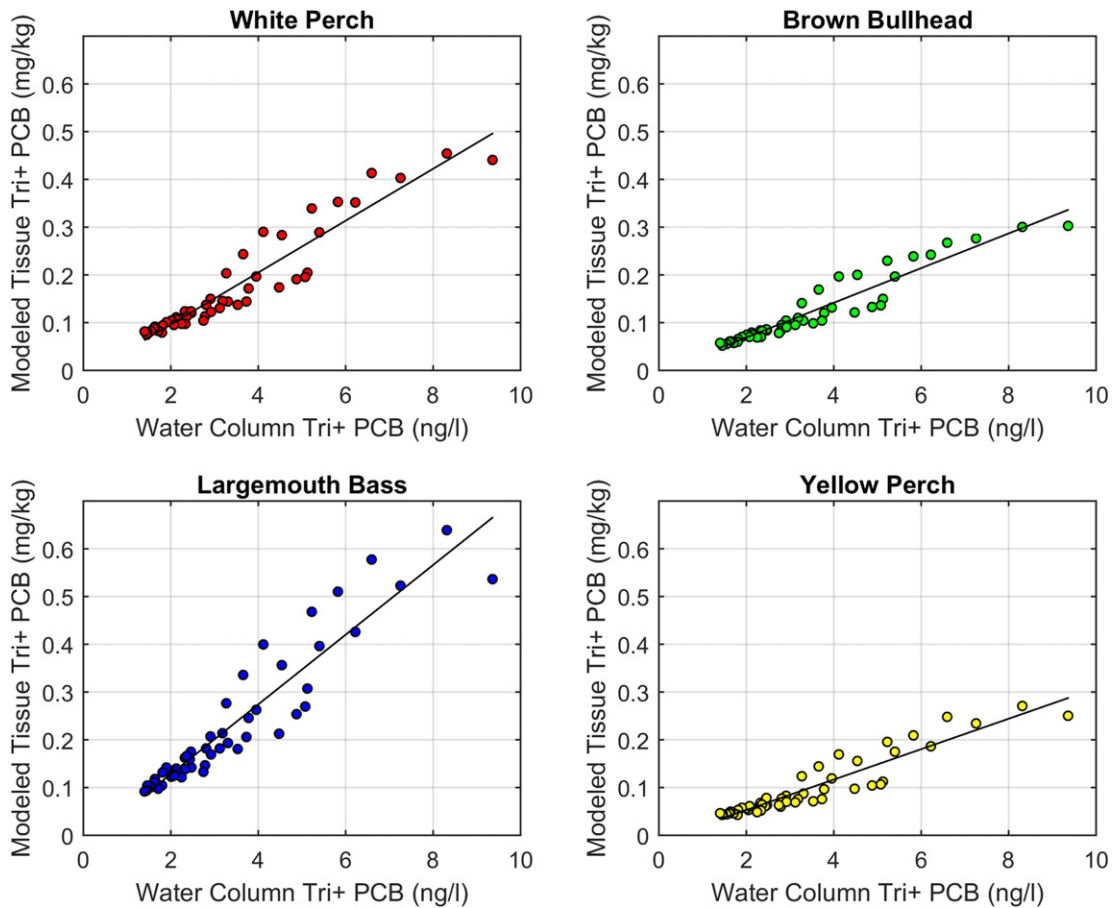 White Perch
Modeled Tissue Tri+ PCB (mg/kg)
0.6
0.5
0.4
0.3
0.2
0.1
0
0 2 4 6 8 10
Water Column Tri+ PCB (ng/l)
Brown Bullhead
Modeled Tissue Tri+ PCB (mg/kg)
0.6
0.5
0.4
0.3
0.2
0.1
0
0 2 4 6 8 10
Water Column Tri+ PCB (ng/l)
Largemouth Bass
Modeled Tissue Tri+ PCB (mg/kg)
0.6
0.5
0.4
0.3
0.2
0.1
0
0 2 4 6 8 10
Water Column Tri+ PCB (ng/l)
Yellow Perch
Modeled Tissue Tri+ PCB (mg/kg)
0.6
0.5
0.4
0.3
0.2
0.1
0
0 2 4 6 8 10
Water Column Tri+ PCB (ng/l)